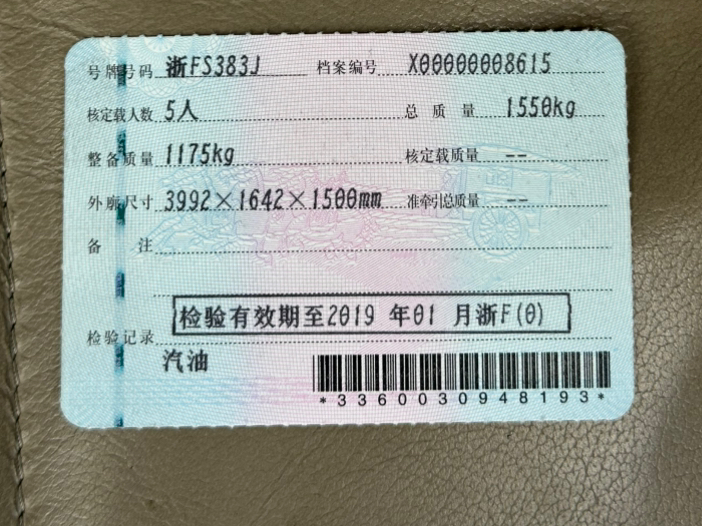 号牌号码 浙FS383J 档案编号 X00000008615
核定载人数 5人 总质量 1550kg
整备质量 1175kg 核定载质量 --
外廓尺寸 3992×1642×1500mm 准牵引总质量 --
备注
检验有效期至2019 年01 月浙F(0)
检验记录
汽油
*3360030948193*